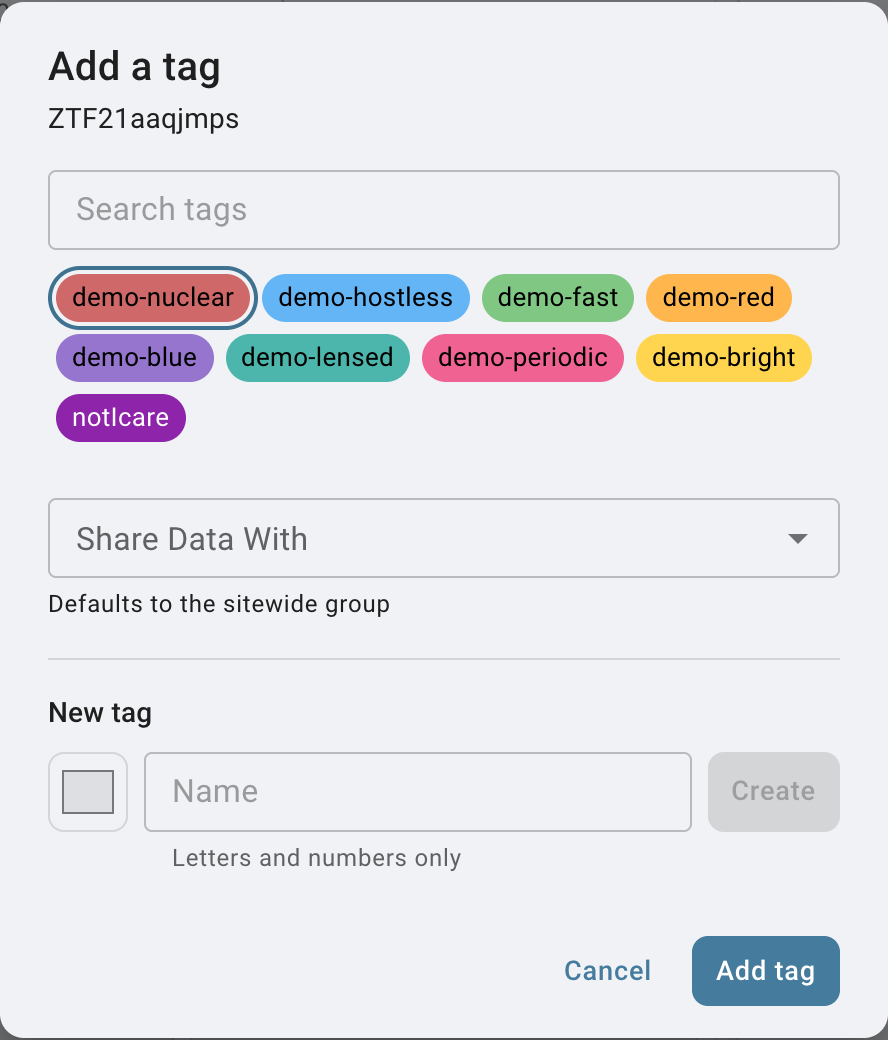 Add a tag
ZTF21aaqjmps
Search tags
demo-nuclear demo-hostless demo-fast demo-red
demo-blue demo-lensed demo-periodic demo-bright
notIcare
Share Data With
Defaults to the sitewide group
New tag
Name Create
Letters and numbers only
Cancel Add tag